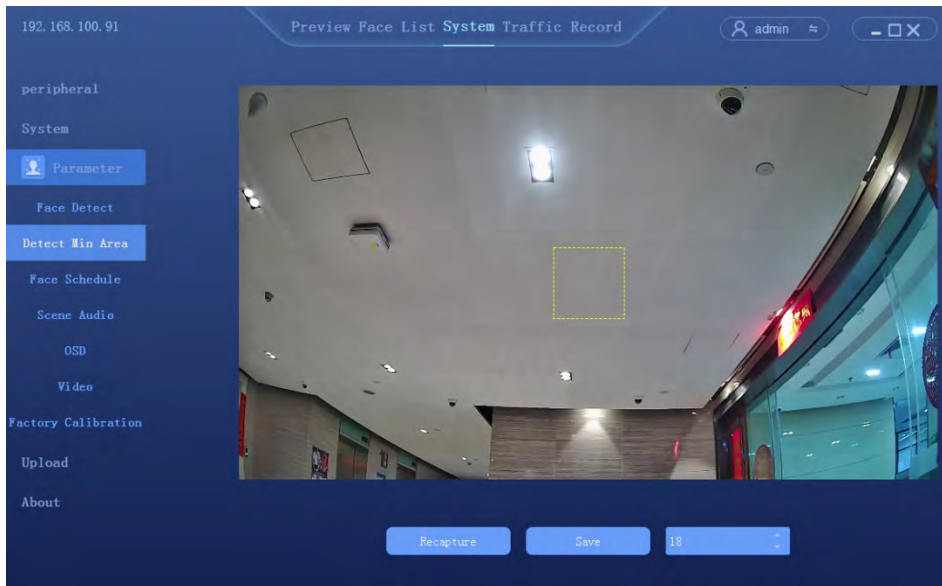 192.168.100.91
Preview Face List System Traffic Record
admin
peripheral
System
Parameter
Face Detect
Detect Min Area
Face Schedule
Scene Audio
OSD
Video
Factory Calibration
Upload
About
Recapture
Save
18